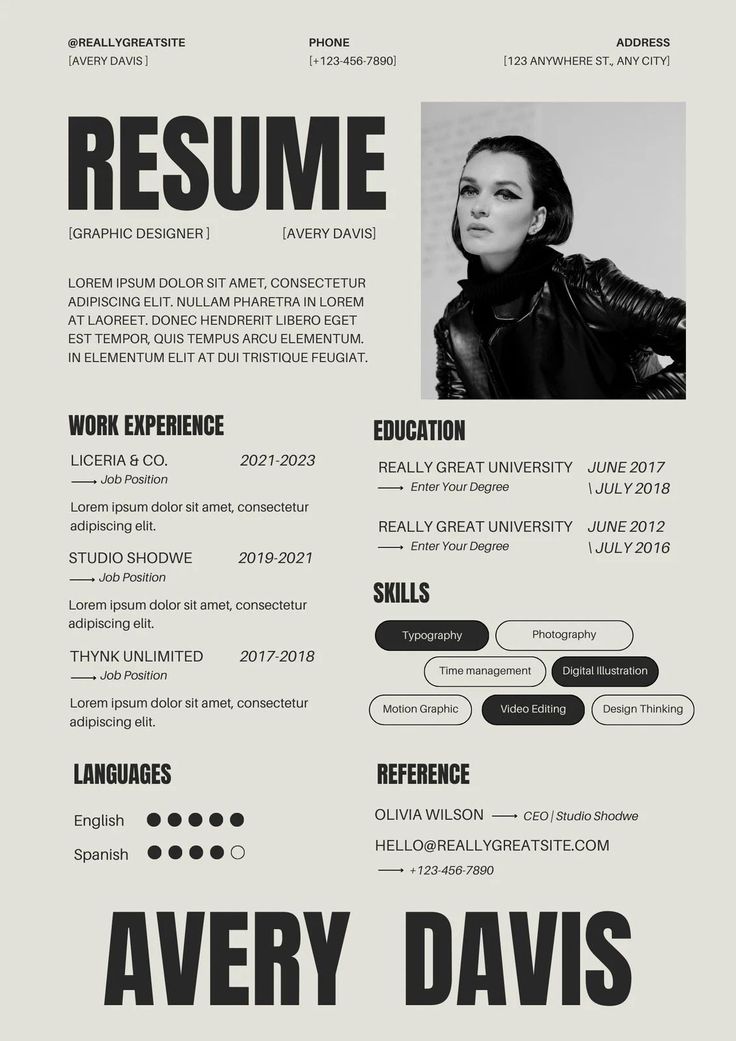 @REALLYGREATSITE
[AVERY DAVIS ]
PHONE
[+123-456-7890]
ADDRESS
[123 ANYWHERE ST., ANY CITY]
RESUME
[GRAPHIC DESIGNER ]
[AVERY DAVIS]
LOREM IPSUM DOLOR SIT AMET, CONSECTETUR
ADIPISCING ELIT. NULLAM PHARETRA IN LOREM
AT LAOREET. DONEC HENDRERIT LIBERO EGET
EST TEMPOR, QUIS TEMPUS ARCU ELEMENTUM.
IN ELEMENTUM ELIT AT DUI TRISTIQUE FEUGIAT.
WORK EXPERIENCE
LICERIA & CO. 2021-2023
Job Position
Lorem ipsum dolor sit amet, consectetur
adipiscing elit.
STUDIO SHODWE 2019-2021
Job Position
Lorem ipsum dolor sit amet, consectetur
adipiscing elit.
THYNK UNLIMITED 2017-2018
Job Position
Lorem ipsum dolor sit amet, consectetur
adipiscing elit.
EDUCATION
REALLY GREAT UNIVERSITY JUNE 2017
Enter Your Degree \ JULY 2018
REALLY GREAT UNIVERSITY JUNE 2012
Enter Your Degree \ JULY 2016
SKILLS
Typography Photography
Time management Digital Illustration
Motion Graphic Video Editing Design Thinking
LANGUAGES
English
Spanish
REFERENCE
OLIVIA WILSON CEO | Studio Shodwe
HELLO@REALLYGREATSITE.COM
+123-456-7890
AVERY DAVIS